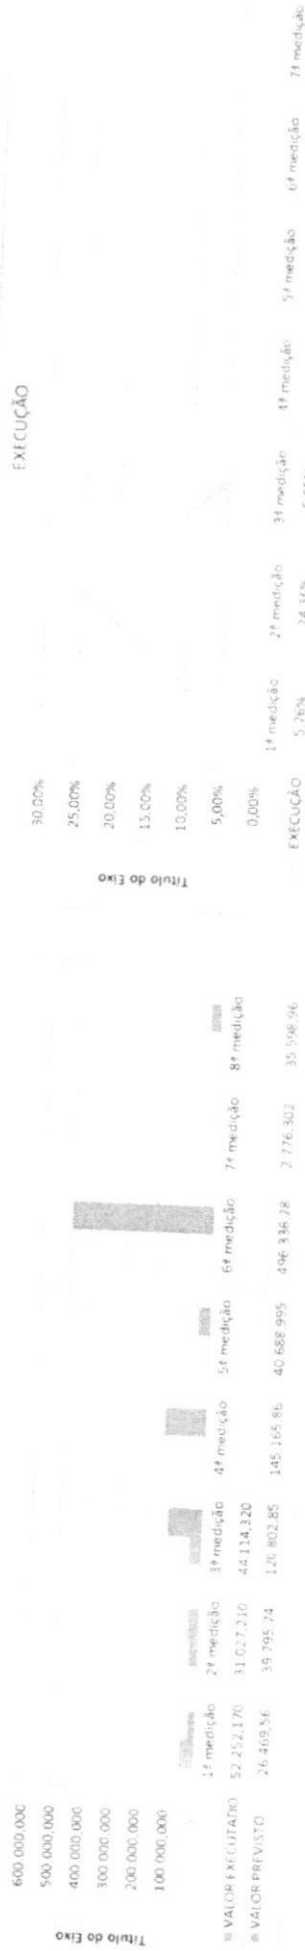 600 000,000
500 000,000
400 000,000
300 000,000
200 000,000
100 000,000
Título do Eixo
1ª medição 2ª medição 3ª medição 4ª medição 5ª medição 6ª medição 7ª medição 8ª medição
VALOR EXECUTADO 52 252,170 31.027,210 44 114,320
VALOR PREVISTO 26.469,56 39 795,74 120 802,85 145 165,86 40 688,995 496 336,28 2 776,302 35 598,96
EXECUÇÃO
30,00%
25,00%
20,00%
15,00%
10,00%
5,00%
0,00%
Título do Eixo
1ª medição 2ª medição 3ª medição 4ª medição 5ª medição 6ª medição 7ª medição
EXECUÇÃO 5,76%